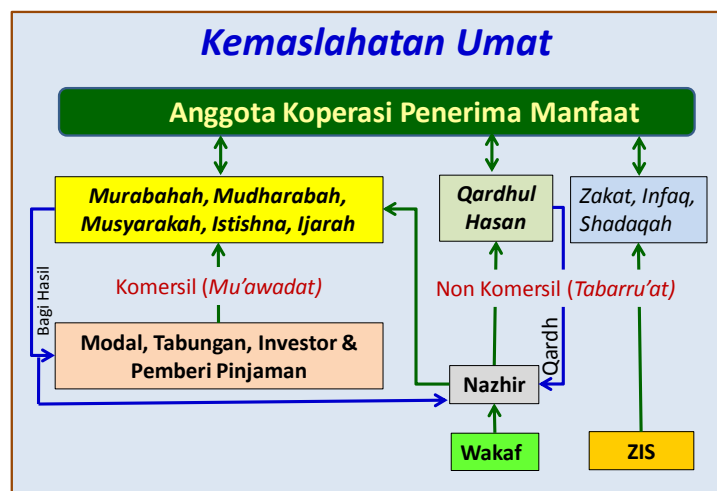 Kemaslahatan Umat
Anggota Koperasi Penerima Manfaat
Murabahah, Mudharabah,
Musyarakah, Istishna, Ijarah
Qardhul
Hasan
Zakat, Infaq,
Shadaqah
Bagi Hasil
Komersil (Mu’awadat)
Non Komersil (Tabarru’at)
Qardh
Modal, Tabungan, Investor &
Pemberi Pinjaman
Nazhir
Wakaf
ZIS